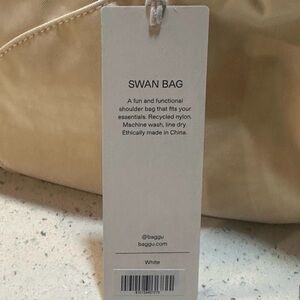 SWAN BAG
A fun and functional
shoulder bag that fits your
essentials. Recycled nylon.
Machine wash, line dry.
Ethically made in China.
@baggu
baggu.com
White